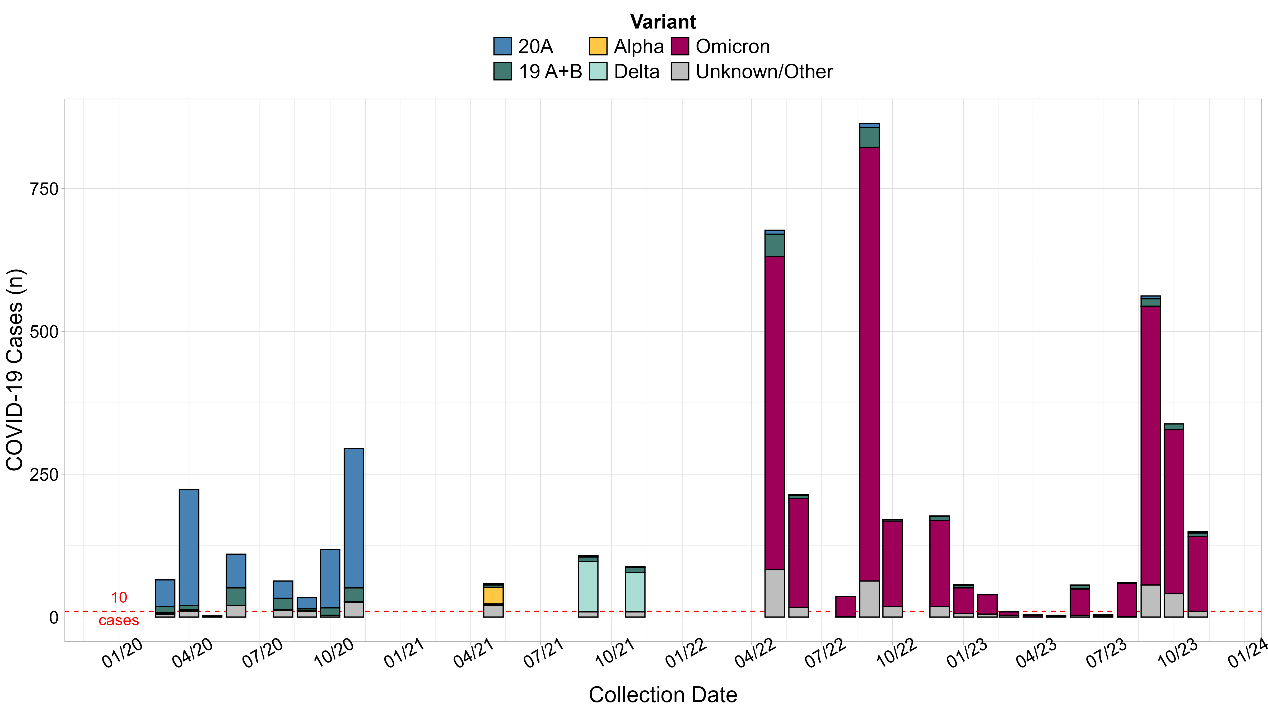 Variant
20A Alpha Omicron
19 A+B Delta Unknown/Other
COVID-19 Cases (n)
750
500
250
0
10
cases
01/20 04/20 07/20 10/20 01/21 04/21 07/21 10/21 01/22 04/22 07/22 10/22 01/23 04/23 07/23 10/23 01/24
Collection Date